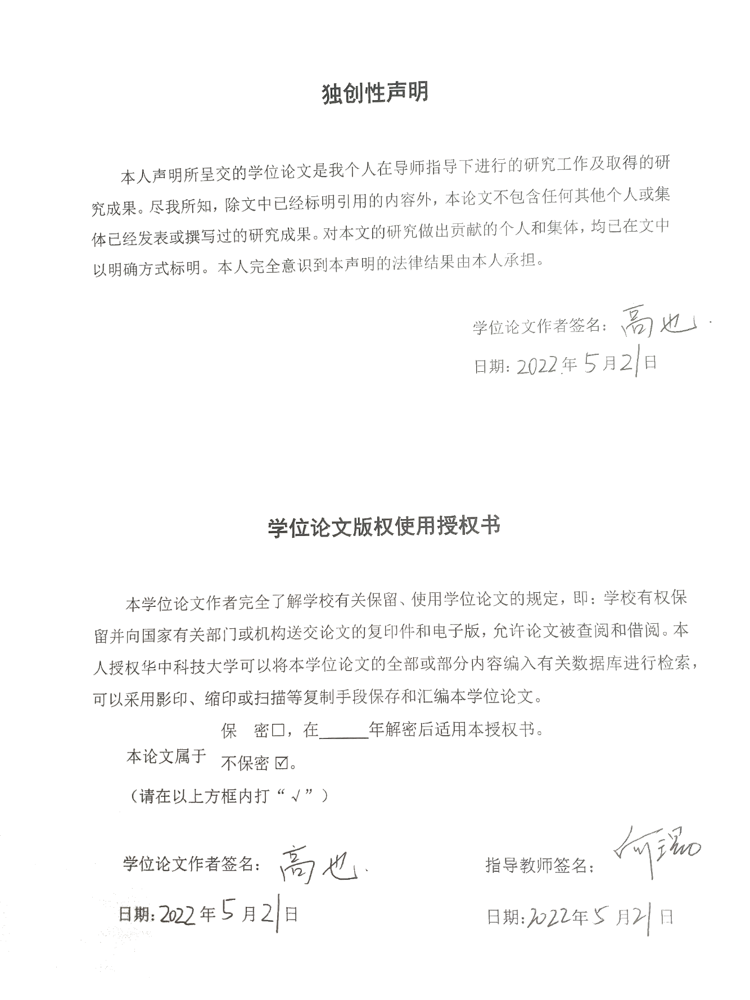 独创性声明
本人声明所呈交的学位论文是我个人在导师指导下进行的研究工作及取得的研
究成果。尽我所知，除文中已经标明引用的内容外，本论文不包含任何其他个人或集
体已经发表或撰写过的研究成果。对本文的研究做出贡献的个人和集体，均已在文中
以明确方式标明。本人完全意识到本声明的法律结果由本人承担。
学位论文作者签名：高也
日期：2022年5月21日
学位论文版权使用授权书
本学位论文作者完全了解学校有关保留、使用学位论文的规定，即：学校有权保
留并向国家有关部门或机构送交论文的复印件和电子版，允许论文被查阅和借阅。本
人授权华中科技大学可以将本学位论文的全部或部分内容编入有关数据库进行检索，
可以采用影印、缩印或扫描等复制手段保存和汇编本学位论文。
保 密□，在______年解密后适用本授权书。
本论文属于
不保密☑。
（请在以上方框内打“√”）
学位论文作者签名：高也
指导教师签名：何
日期：2022年5月21日
日期：2022年5月21日